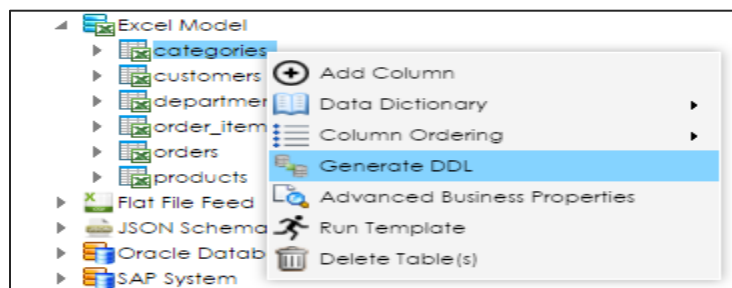 Excel Model
categories
customers
departmen
order_item
orders
products
Flat File Feed
JSON Schema
Oracle Datab
SAP System
Add Column
Data Dictionary
Column Ordering
Generate DDL
Advanced Business Properties
Run Template
Delete Table(s)